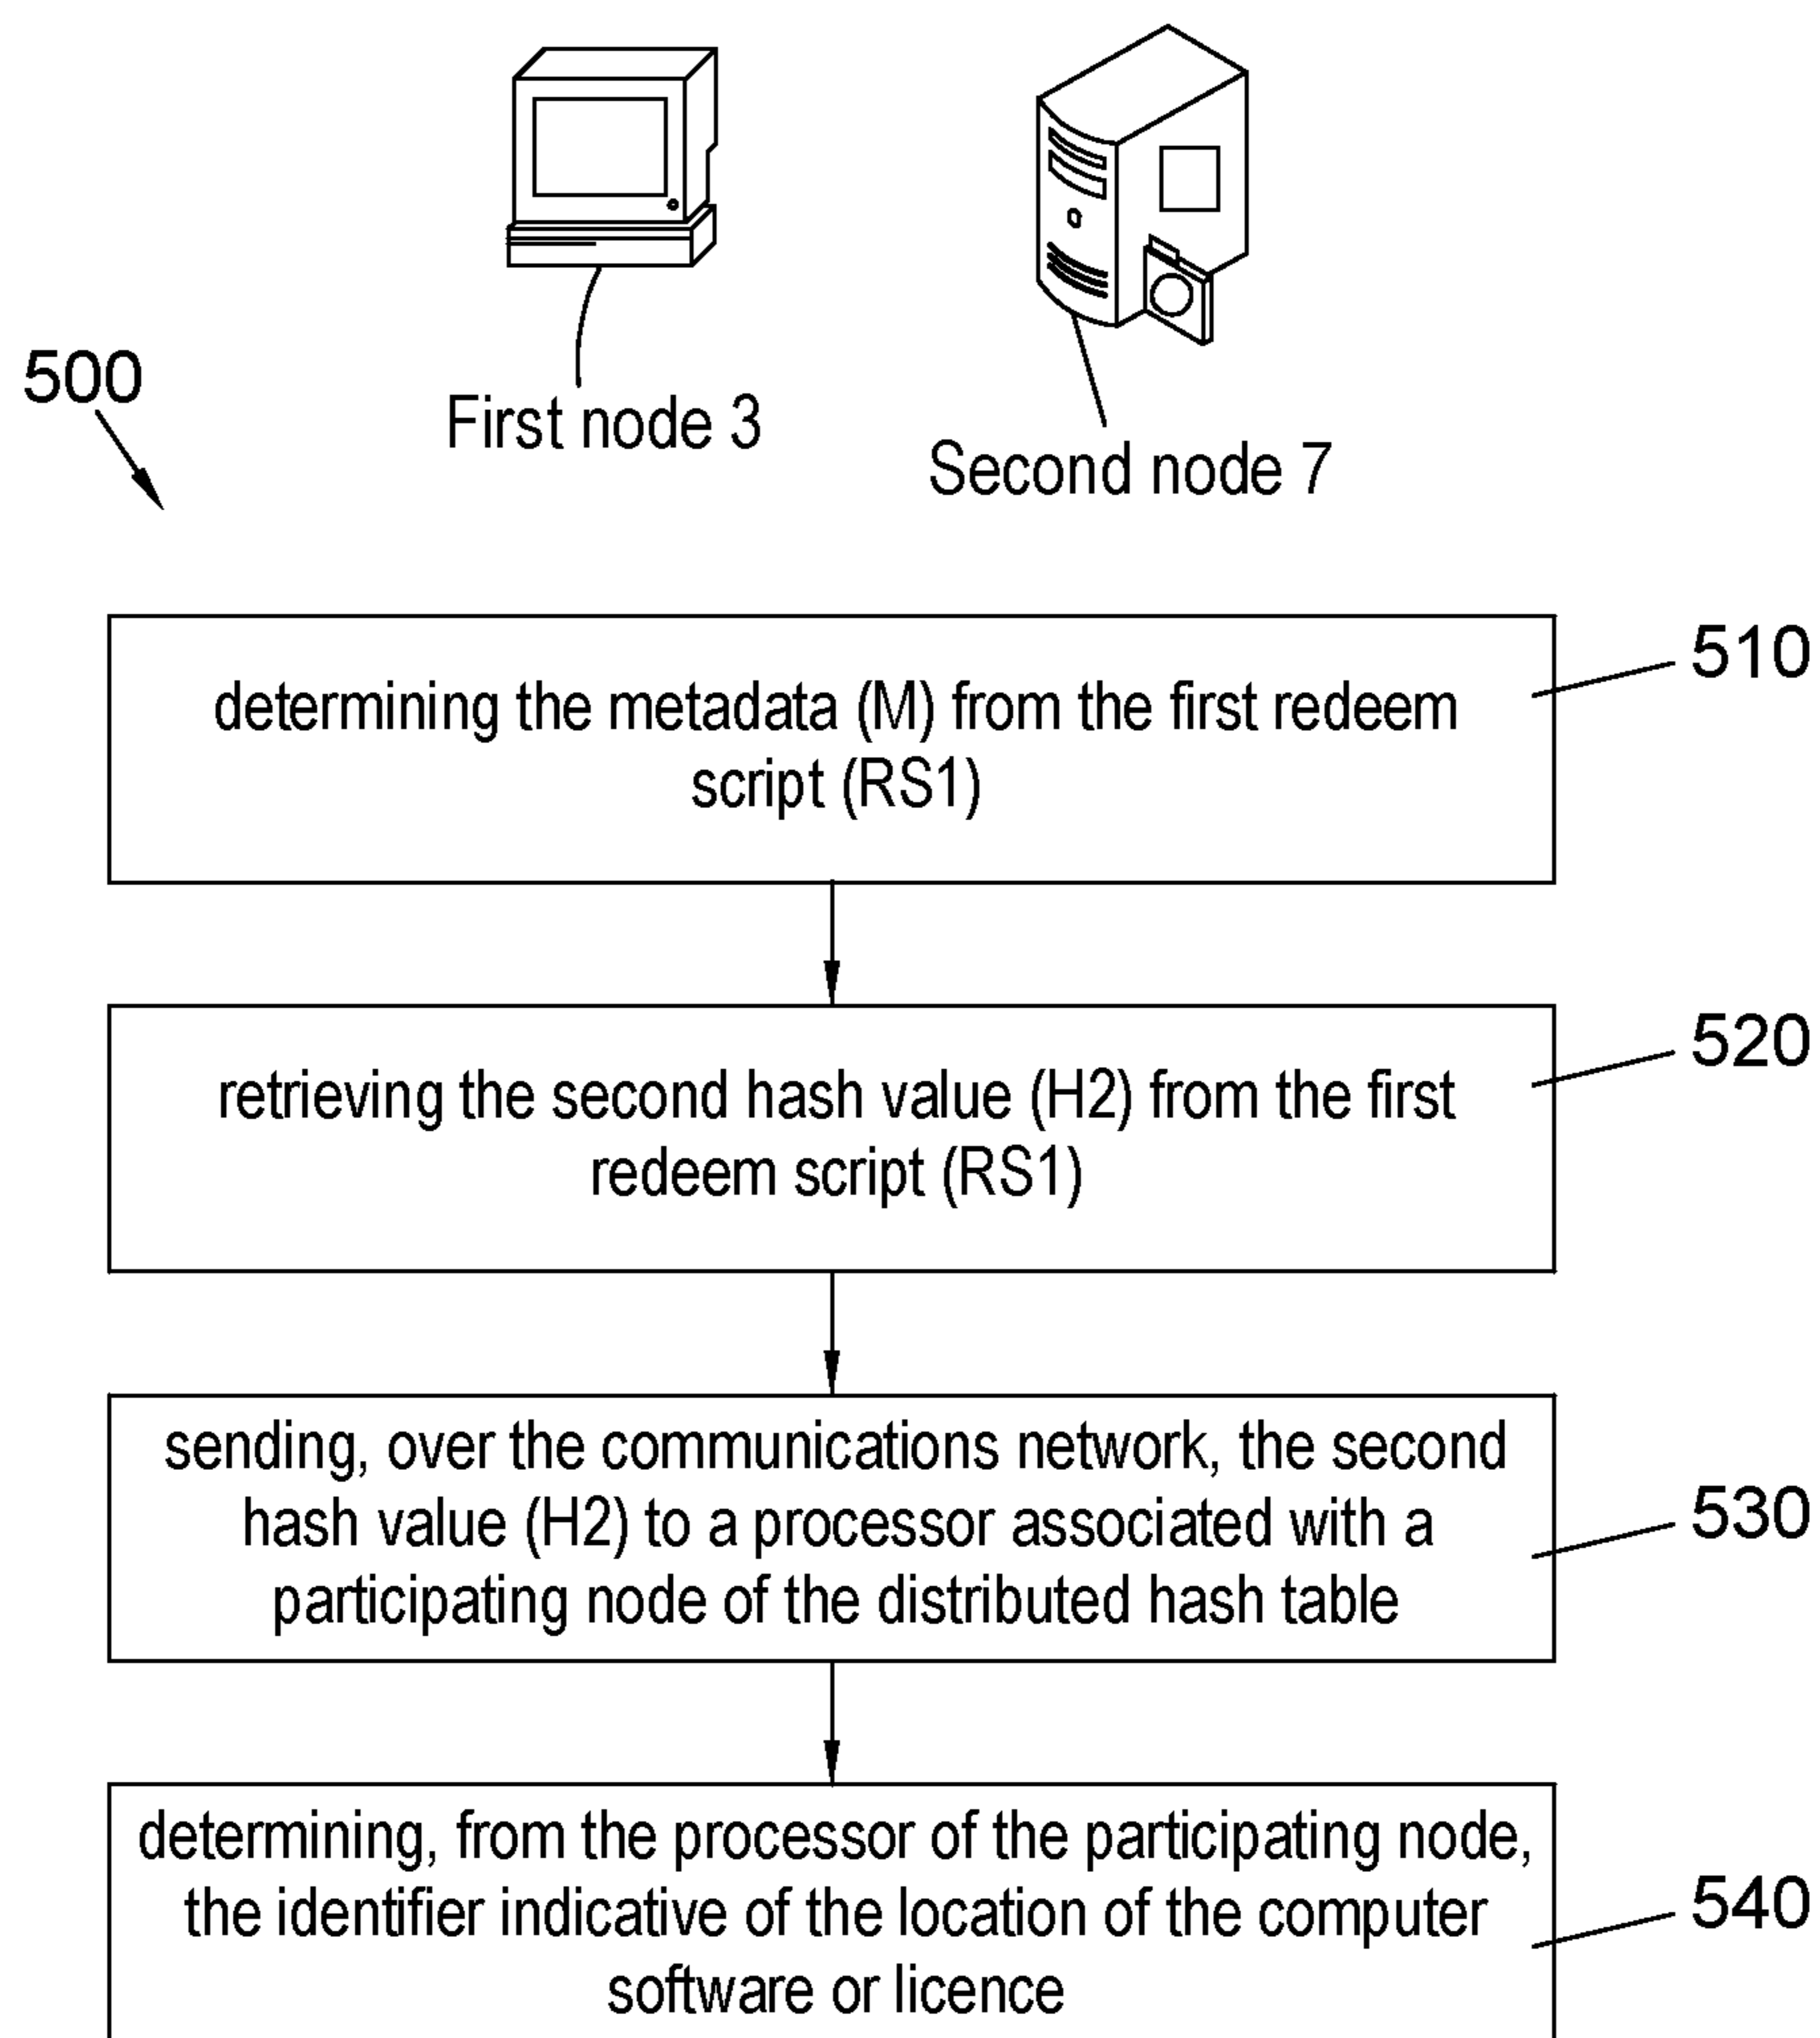 500
First node 3
Second node 7
determining the metadata (M) from the first redeem
script (RS1)
510
retrieving the second hash value (H2) from the first
redeem script (RS1)
520
sending, over the communications network, the second
hash value (H2) to a processor associated with a
participating node of the distributed hash table
530
determining, from the processor of the participating node,
the identifier indicative of the location of the computer
software or licence
540